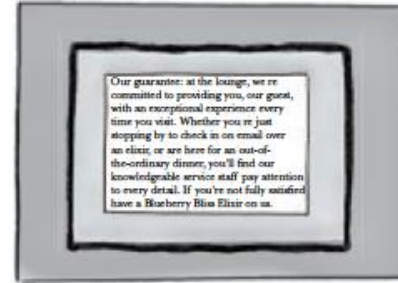 Our guarantee: at the lounge, we re
committed to providing you, our guest,
with an exceptional experience every
time you visit. Whether you re just
stopping by to check in on email over
an elixir, or are here for an out-of-
the-ordinary dinner, you'll find our
knowledgeable service staff pay attention
to every detail. If you're not fully satisfied
have a Blueberry Bliss Elixir on us.